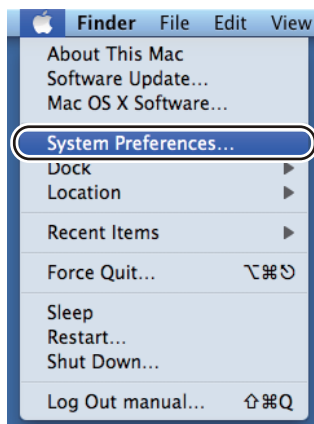 Finder File Edit View
About This Mac
Software Update...
Mac OS X Software...
System Preferences...
Dock
Location
Recent Items
Force Quit... ⌥⌘⎋
Sleep
Restart...
Shut Down...
Log Out manual... ⇧⌘Q